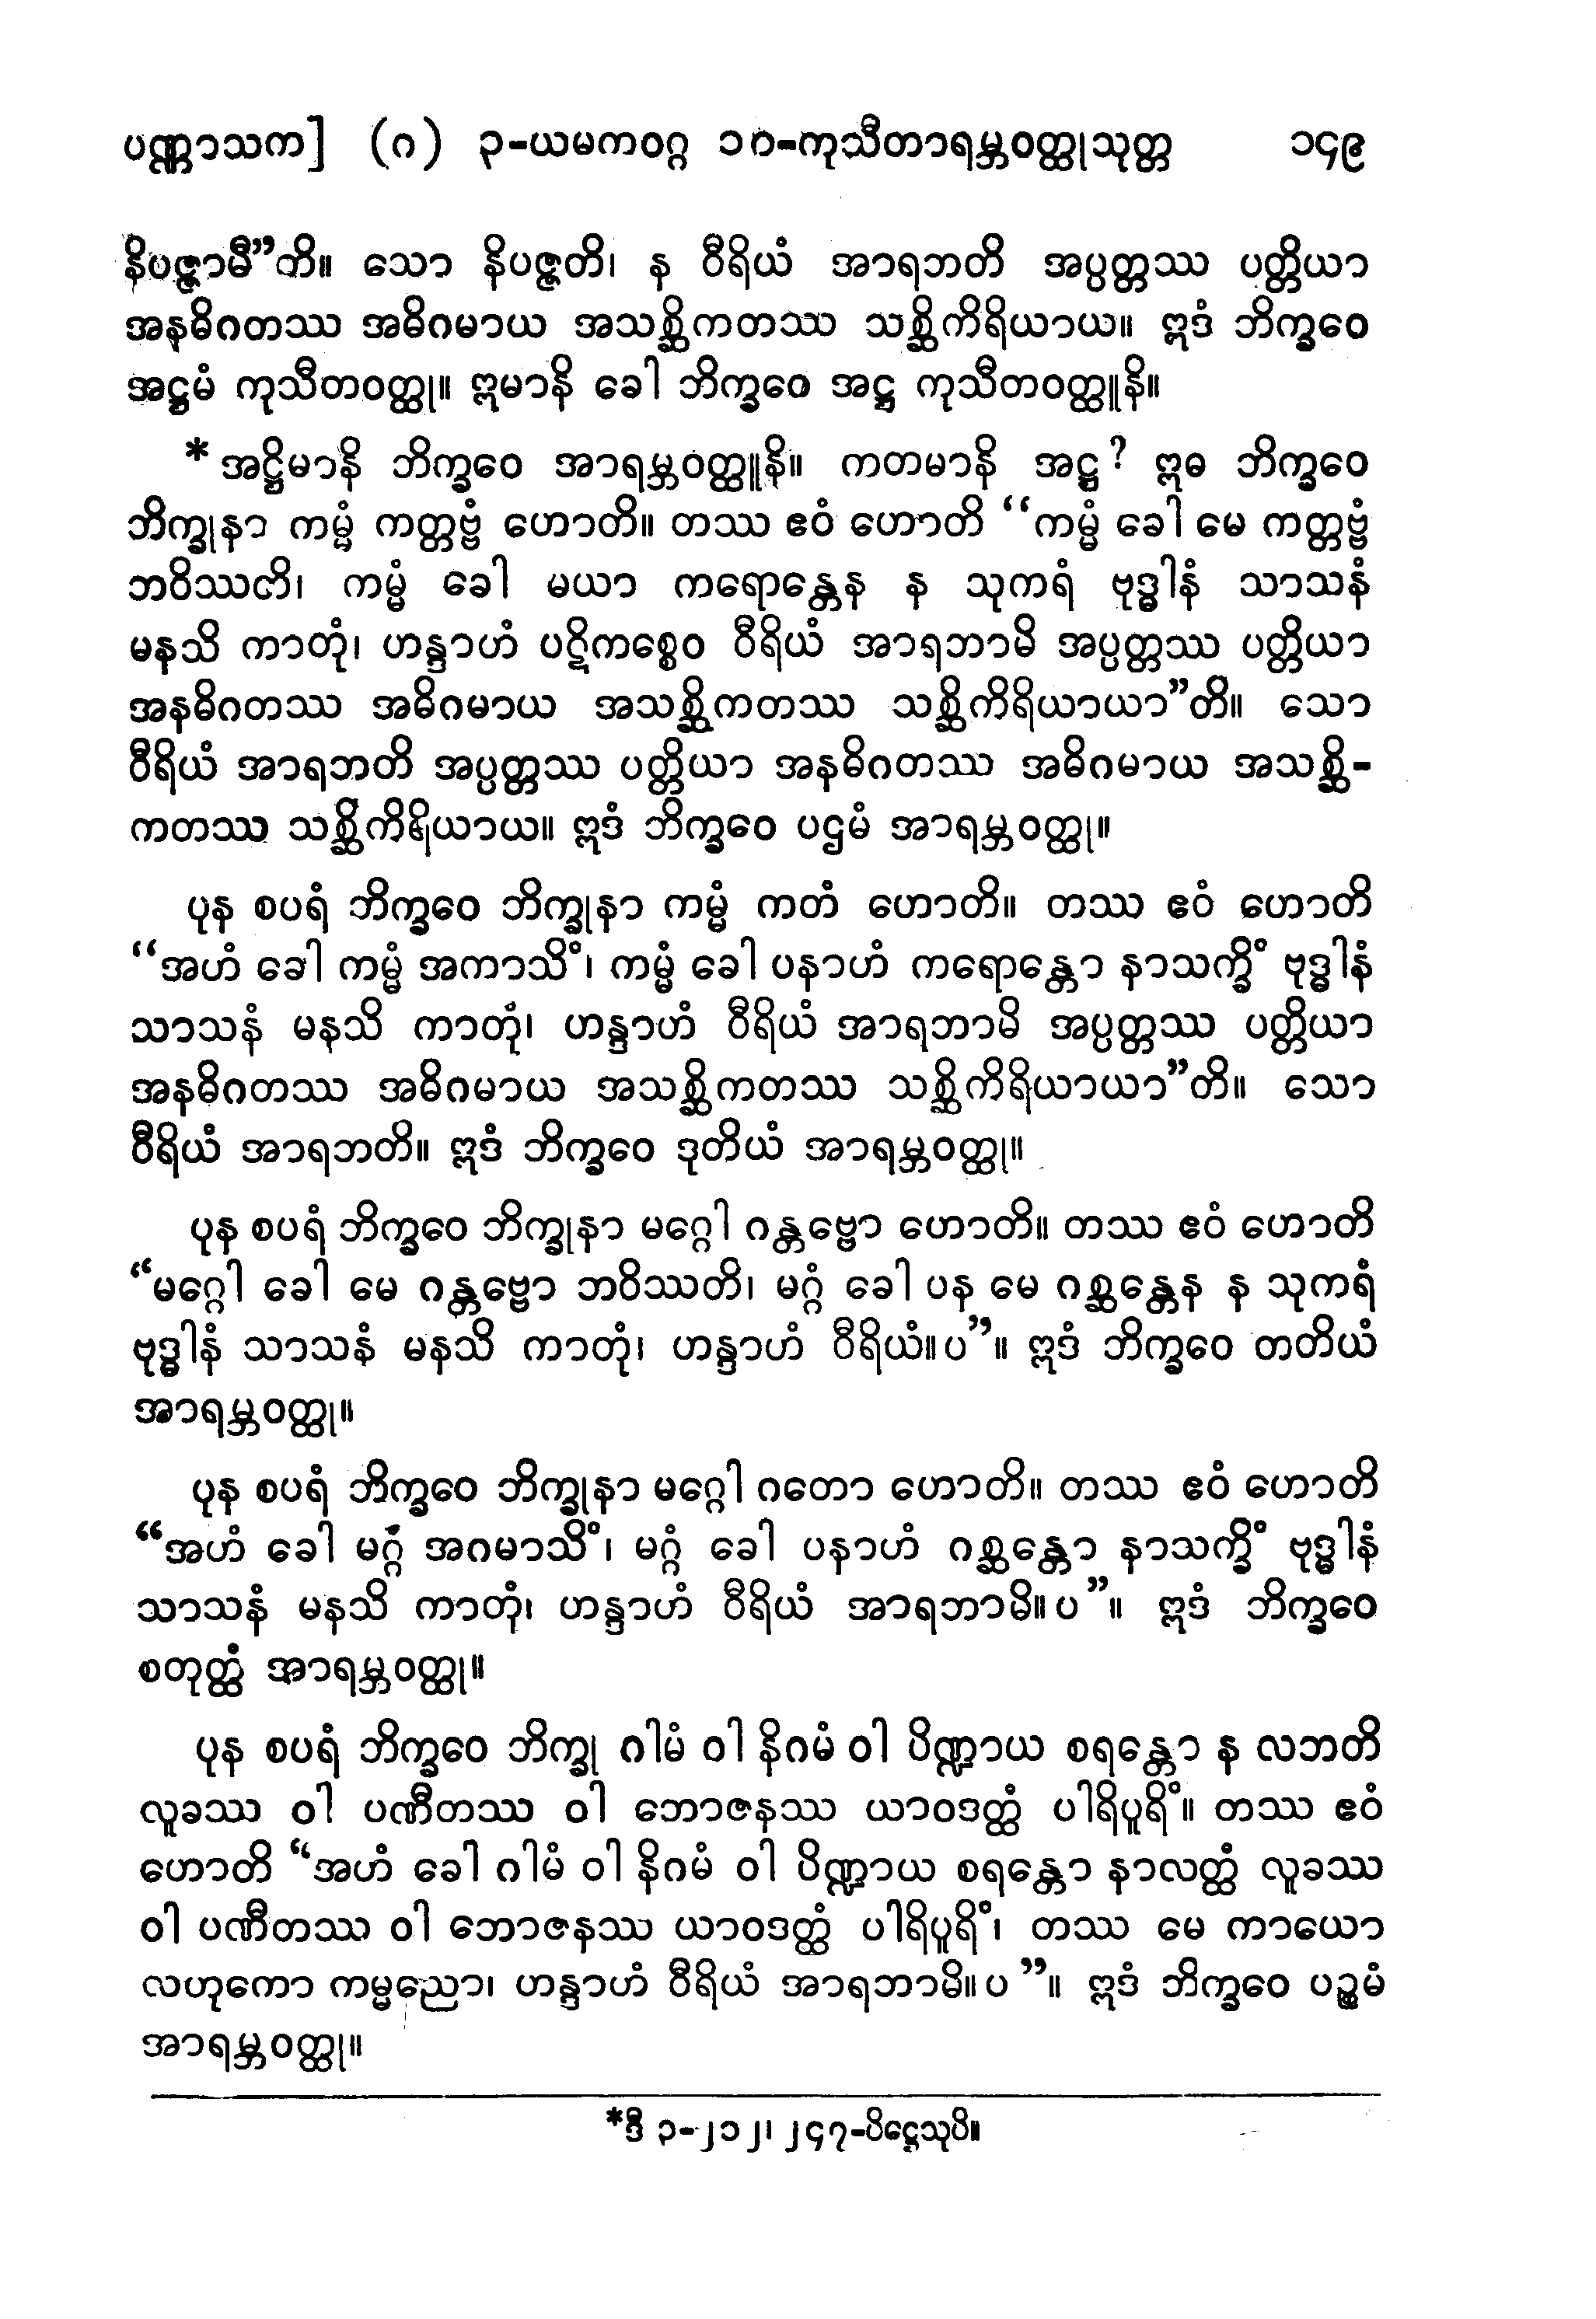 ပဏ္ဏာသက] (၈) ၃-ယမကဝဂ္ဂ ၁၀-ကုသီတာရမ္ဘဝတ္ထုသုတ္တ ၁၄၉
နိပဇ္ဇာမီ”တိ။ သော နိပဇ္ဇတိ၊ န ဝီရိယံ အာရဘတိ အပ္ပတ္တဿ ပတ္တိယာ
အနဓိဂတဿ အဓိဂမာယ အသစ္ဆိကတဿ သစ္ဆိကိရိယာယ။ ဣဒံ ဘိက္ခဝေ
အဋ္ဌမံ ကုသီတဝတ္ထု။ ဣမာနိ ခေါ ဘိက္ခဝေ အဋ္ဌ ကုသီတဝတ္ထူနိ။
* အဋ္ဌိမာနိ ဘိက္ခဝေ အာရမ္ဘဝတ္ထူနိ။ ကတမာနိ အဋ္ဌ? ဣဓ ဘိက္ခဝေ
ဘိက္ခုနာ ကမ္မံ ကတ္တဗ္ဗံ ဟောတိ။ တဿ ဧဝံ ဟောတိ “ကမ္မံ ခေါ မေ ကတ္တဗ္ဗံ
ဘဝိဿတိ၊ ကမ္မံ ခေါ မယာ ကရောန္တေန န သုကရံ ဗုဒ္ဓါနံ သာသနံ
မနသိ ကာတုံ၊ ဟန္ဒာဟံ ပဋိကစ္စေဝ ဝီရိယံ အာရဘာမိ အပ္ပတ္တဿ ပတ္တိယာ
အနဓိဂတဿ အဓိဂမာယ အသစ္ဆိကတဿ သစ္ဆိကိရိယာယာ”တိ။ သော
ဝီရိယံ အာရဘတိ အပ္ပတ္တဿ ပတ္တိယာ အနဓိဂတဿ အဓိဂမာယ အသစ္ဆိ-
ကတဿ သစ္ဆိကိရိယာယ။ ဣဒံ ဘိက္ခဝေ ပဌမံ အာရမ္ဘဝတ္ထု။
ပုန စပရံ ဘိက္ခဝေ ဘိက္ခုနာ ကမ္မံ ကတံ ဟောတိ။ တဿ ဧဝံ ဟောတိ
“အဟံ ခေါ ကမ္မံ အကာသိံ၊ ကမ္မံ ခေါ ပနာဟံ ကရောန္တော နာသက္ခိံ ဗုဒ္ဓါနံ
သာသနံ မနသိ ကာတုံ၊ ဟန္ဒာဟံ ဝီရိယံ အာရဘာမိ အပ္ပတ္တဿ ပတ္တိယာ
အနဓိဂတဿ အဓိဂမာယ အသစ္ဆိကတဿ သစ္ဆိကိရိယာယာ”တိ။ သော
ဝီရိယံ အာရဘတိ။ ဣဒံ ဘိက္ခဝေ ဒုတိယံ အာရမ္ဘဝတ္ထု။
ပုန စပရံ ဘိက္ခဝေ ဘိက္ခုနာ မဂ္ဂေါ ဂန္တဗ္ဗော ဟောတိ။ တဿ ဧဝံ ဟောတိ
“မဂ္ဂေါ ခေါ မေ ဂန္တဗ္ဗော ဘဝိဿတိ၊ မဂ္ဂံ ခေါ ပန မေ ဂစ္ဆန္တေန န သုကရံ
ဗုဒ္ဓါနံ သာသနံ မနသိ ကာတုံ၊ ဟန္ဒာဟံ ဝီရိယံ။ပ”။ ဣဒံ ဘိက္ခဝေ တတိယံ
အာရမ္ဘဝတ္ထု။
ပုန စပရံ ဘိက္ခဝေ ဘိက္ခုနာ မဂ္ဂေါ ဂတော ဟောတိ။ တဿ ဧဝံ ဟောတိ
“အဟံ ခေါ မဂ္ဂံ အဂမာသိံ၊ မဂ္ဂံ ခေါ ပနာဟံ ဂစ္ဆန္တော နာသက္ခိံ ဗုဒ္ဓါနံ
သာသနံ မနသိ ကာတုံ၊ ဟန္ဒာဟံ ဝီရိယံ အာရဘာမိ။ပ”။ ဣဒံ ဘိက္ခဝေ
စတုတ္ထံ အာရမ္ဘဝတ္ထု။
ပုန စပရံ ဘိက္ခဝေ ဘိက္ခု ဂါမံ ဝါ နိဂမံ ဝါ ပိဏ္ဍာယ စရန္တော န လဘတိ
လူခဿ ဝါ ပဏီတဿ ဝါ ဘောဇနဿ ယာဝဒတ္ထံ ပါရိပူရိံ။ တဿ ဧဝံ
ဟောတိ “အဟံ ခေါ ဂါမံ ဝါ နိဂမံ ဝါ ပိဏ္ဍာယ စရန္တော နာလတ္ထံ လူခဿ
ဝါ ပဏီတဿ ဝါ ဘောဇနဿ ယာဝဒတ္ထံ ပါရိပူရိံ၊ တဿ မေ ကာယော
လဟုကော ကမ္မညော၊ ဟန္ဒာဟံ ဝီရိယံ အာရဘာမိ။ပ”။ ဣဒံ ဘိက္ခဝေ ပဉ္စမံ
အာရမ္ဘဝတ္ထု။
*ဒီ ၃-၂၁၂၊ ၂၄၇-ပိဋ္ဌေသုပိ။